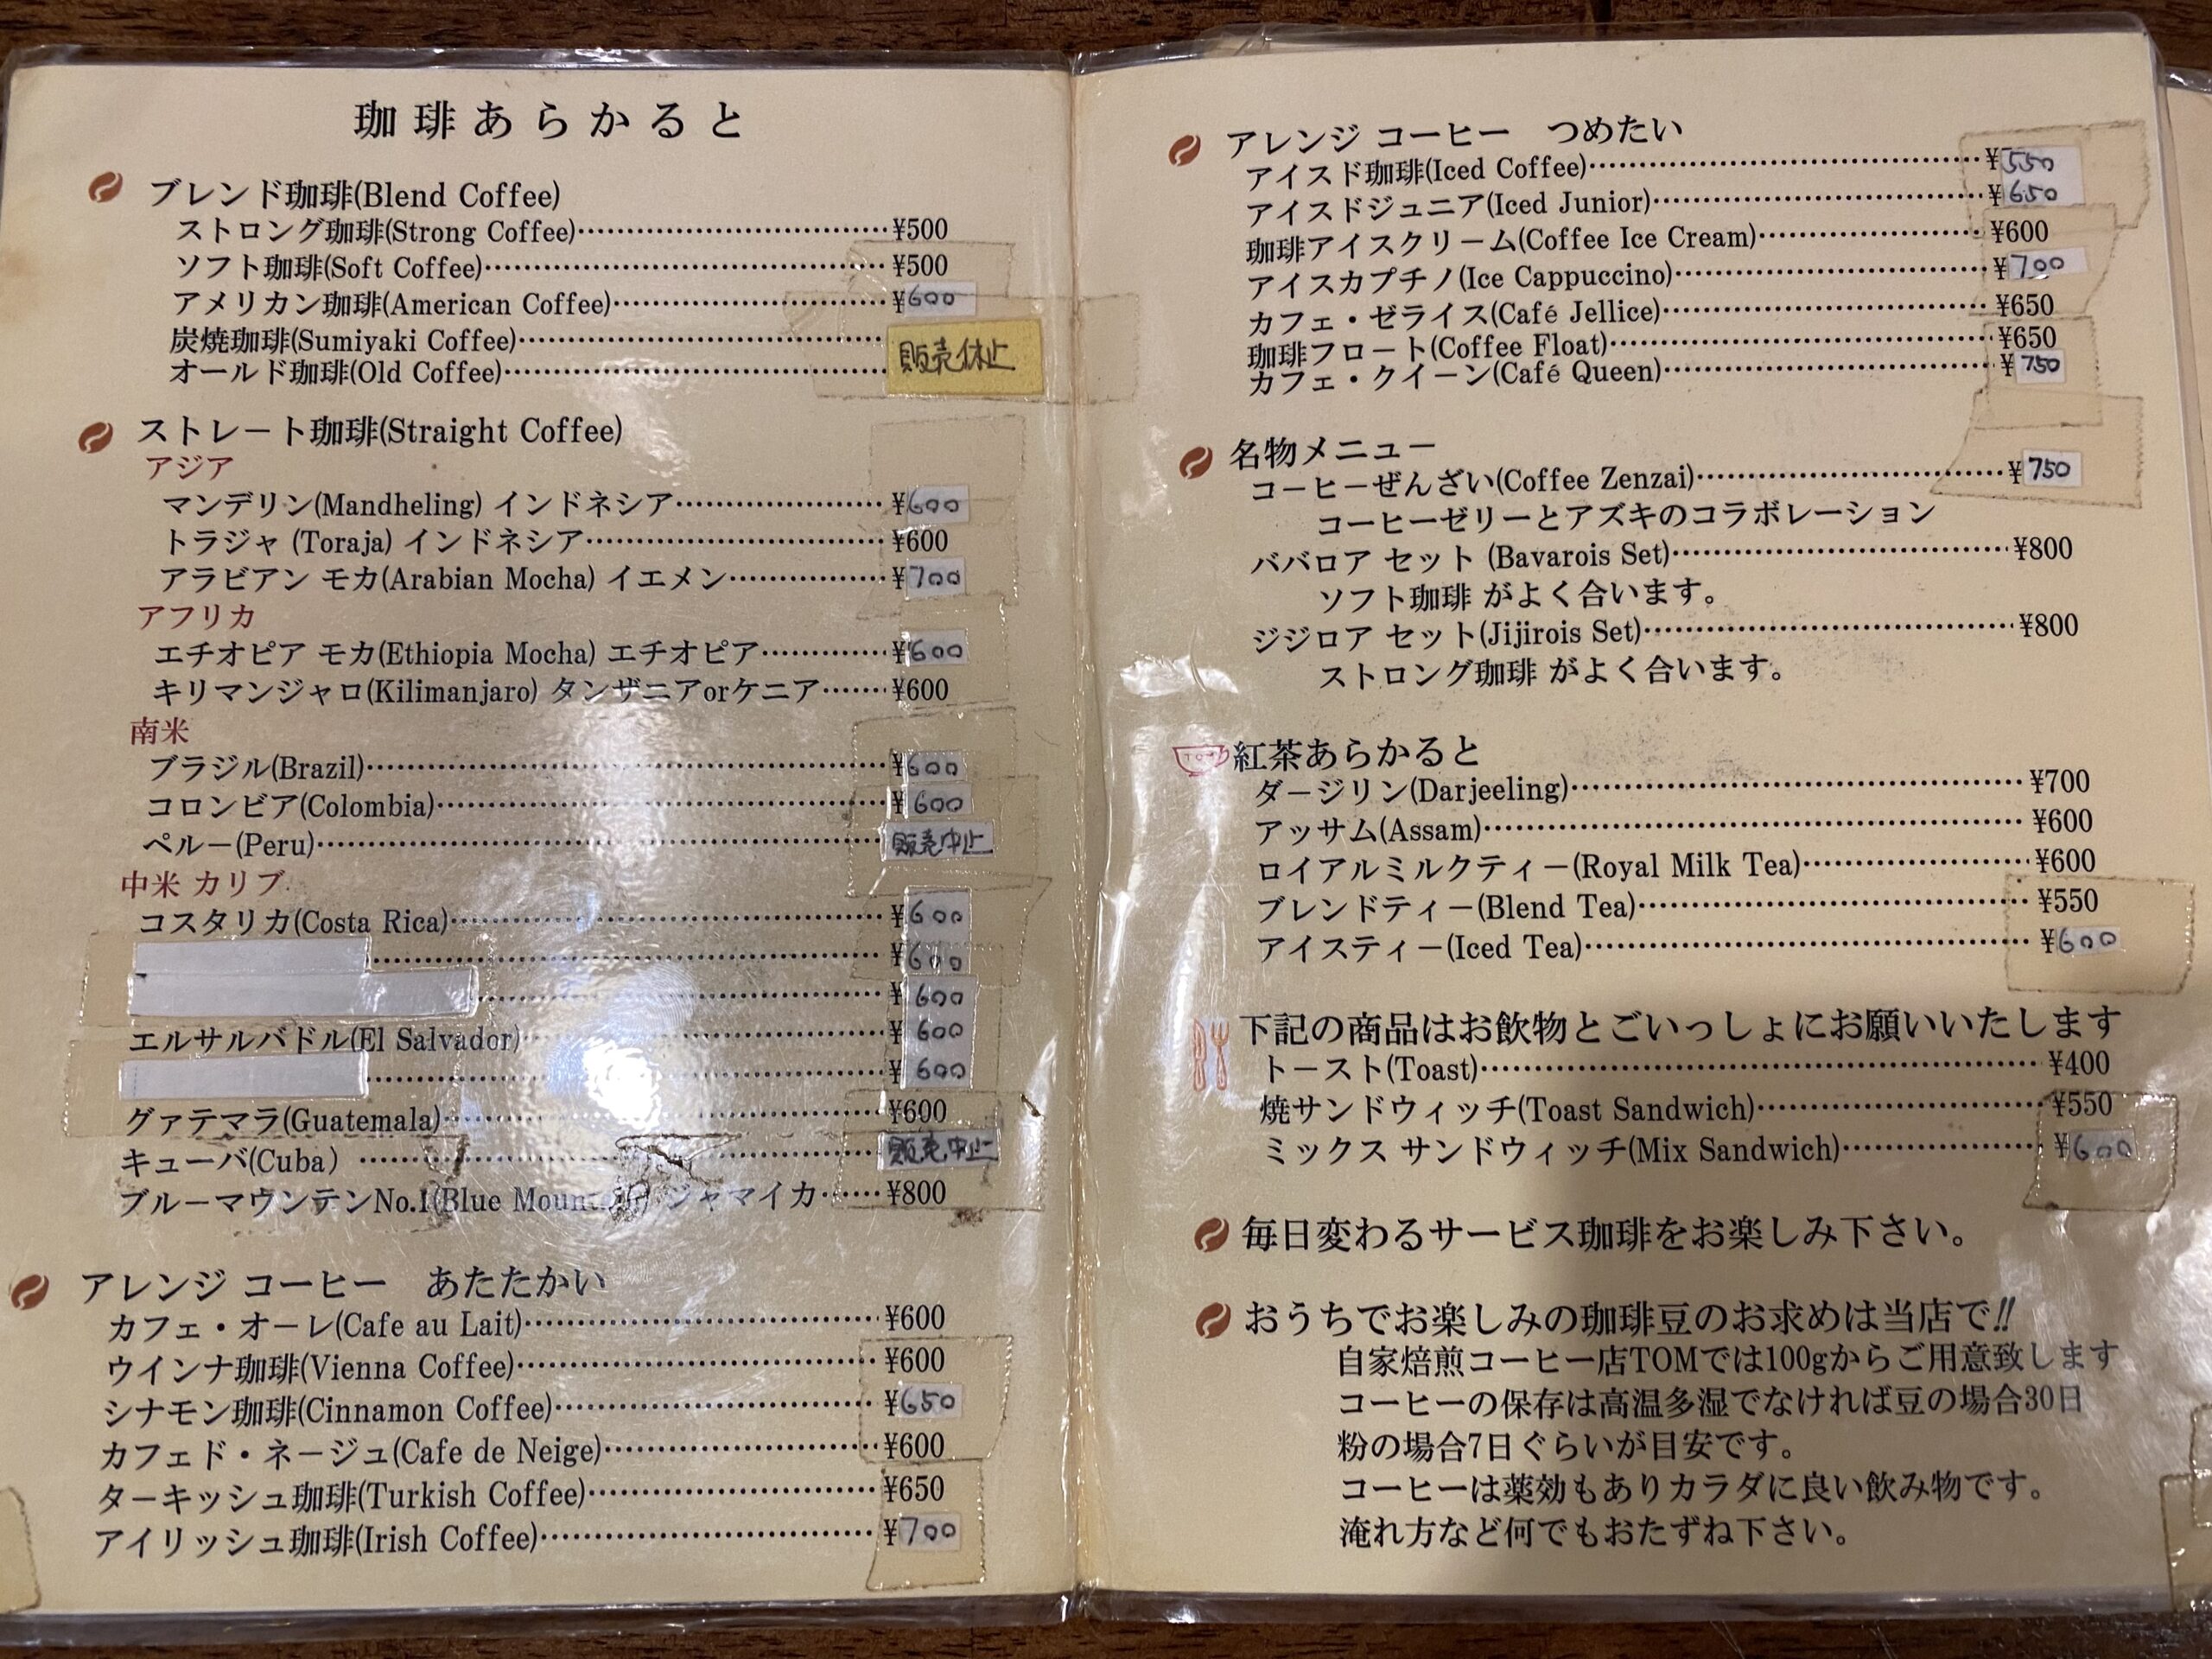 珈琲あらかると
ブレンド珈琲(Blend Coffee)
ストロング珈琲(Strong Coffee)……………………………¥500
ソフト珈琲(Soft Coffee)……………………………………¥500
アメリカン珈琲(American Coffee)…………………………¥600
炭焼珈琲(Sumiyaki Coffee)…………………………………
販売休止
オールド珈琲(Old Coffee)……………………………………
ストレート珈琲(Straight Coffee)
アジア
マンデリン(Mandheling) インドネシア……………………¥600
トラジャ (Toraja) インドネシア……………………………¥600
アラビアン モカ(Arabian Mocha) イエメン………………¥700
アフリカ
エチオピア モカ(Ethiopia Mocha) エチオピア……………¥600
キリマンジャロ(Kilimanjaro) タンザニアorケニア………¥600
南米
ブラジル(Brazil)………………………………………………¥600
コロンビア(Colombia)…………………………………………¥600
ペルー(Peru)……………………………………………………販売中止
中米 カリブ
コスタリカ(Costa Rica)………………………………………¥600
……………………………………………………¥600
…………………………………………¥600
エルサルバドル(El Salvador)…………………………………¥600
……………………………………………………¥600
グァテマラ(Guatemala)…………………………………………¥600
キューバ(Cuba) …………………………………………………販売中止
ブルーマウンテンNo.1(Blue Mountain) ジャマイカ………¥800
アレンジ コーヒー あたたかい
カフェ・オーレ(Cafe au Lait)…………………………………¥600
ウインナ珈琲(Vienna Coffee)…………………………………¥600
シナモン珈琲(Cinnamon Coffee)………………………………¥650
カフェド・ネージュ(Cafe de Neige)…………………………¥600
ターキッシュ珈琲(Turkish Coffee)……………………………¥650
アイリッシュ珈琲(Irish Coffee)………………………………¥700
アレンジ コーヒー つめたい
アイスド珈琲(Iced Coffee)……………………………………¥550
アイスドジュニア(Iced Junior)………………………………¥650
珈琲アイスクリーム(Coffee Ice Cream)……………………¥600
アイスカプチノ(Ice Cappuccino)……………………………¥700
カフェ・ゼライス(Café Jellice)………………………………¥650
珈琲フロート(Coffee Float)……………………………………¥650
カフェ・クイーン(Café Queen)………………………………¥750
名物メニュー
コーヒーぜんざい(Coffee Zenzai)……………………………¥750
コーヒーゼリーとアズキのコラボレーション
ババロア セット (Bavarois Set)………………………………¥800
ソフト珈琲 がよく合います。
ジジロア セット(Jijirois Set)…………………………………¥800
ストロング珈琲 がよく合います。
TOM
紅茶あらかると
ダージリン(Darjeeling)…………………………………………¥700
アッサム(Assam)…………………………………………………¥600
ロイアルミルクティー(Royal Milk Tea)……………………¥600
ブレンドティー(Blend Tea)……………………………………¥550
アイスティー(Iced Tea)…………………………………………¥600
下記の商品はお飲物とごいっしょにお願いいたします
トースト(Toast)…………………………………………………¥400
焼サンドウィッチ(Toast Sandwich)…………………………¥550
ミックス サンドウィッチ(Mix Sandwich)…………………¥600
毎日変わるサービス珈琲をお楽しみ下さい。
おうちでお楽しみの珈琲豆のお求めは当店で!!
自家焙煎コーヒー店TOMでは100gからご用意致します
コーヒーの保存は高温多湿でなければ豆の場合30日
粉の場合7日ぐらいが目安です。
コーヒーは薬効もありカラダに良い飲み物です。
淹れ方など何でもおたずね下さい。